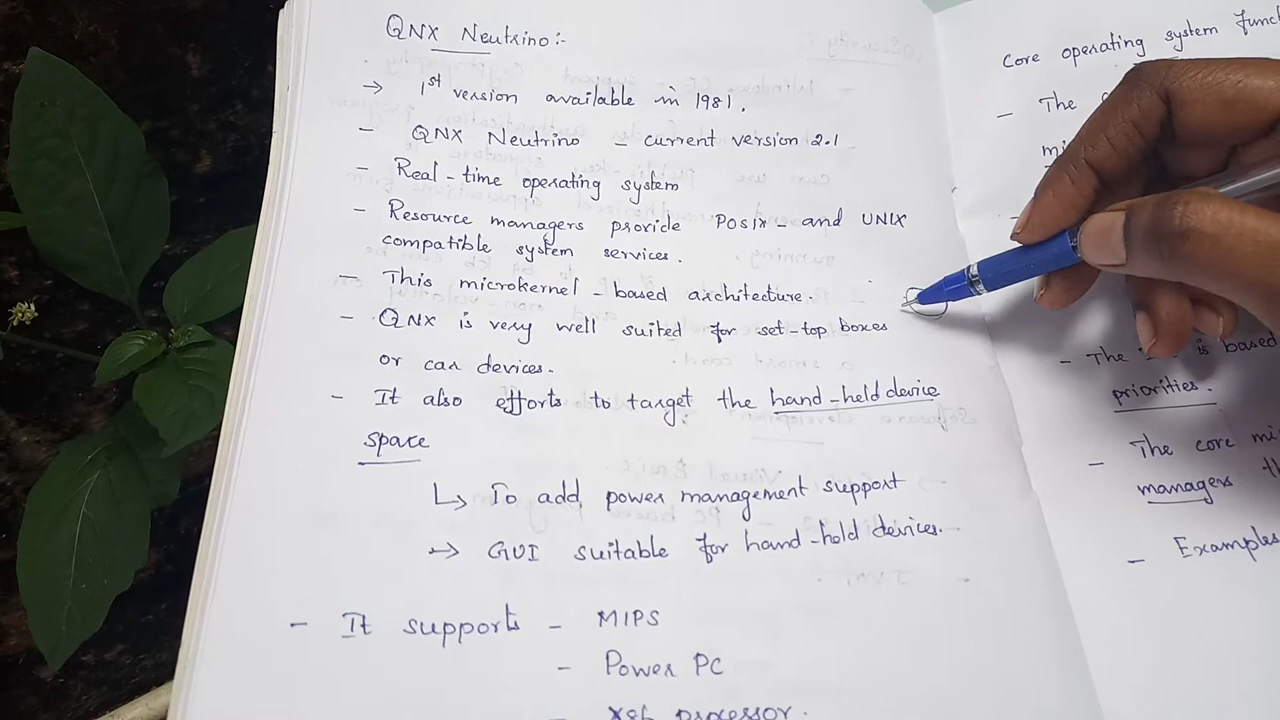 QNX Neutrino:-
→ 1st version available in 1981.
- QNX Neutrino - current version 2.1
- Real-time operating system
- Resource managers provide POSIX- and UNIX
compatible system services.
- This microkernel-based architecture.
- QNX is very well suited for set-top boxes
or car devices.
- It also efforts to target the hand-held device
space
↳ To add power management support
↪ GUI suitable for hand-held devices.
- It supports - MIPS
- Power PC
- X86 processor.
Core operating system
- The
- The is based
priorities.
- The core
managers
- Examples